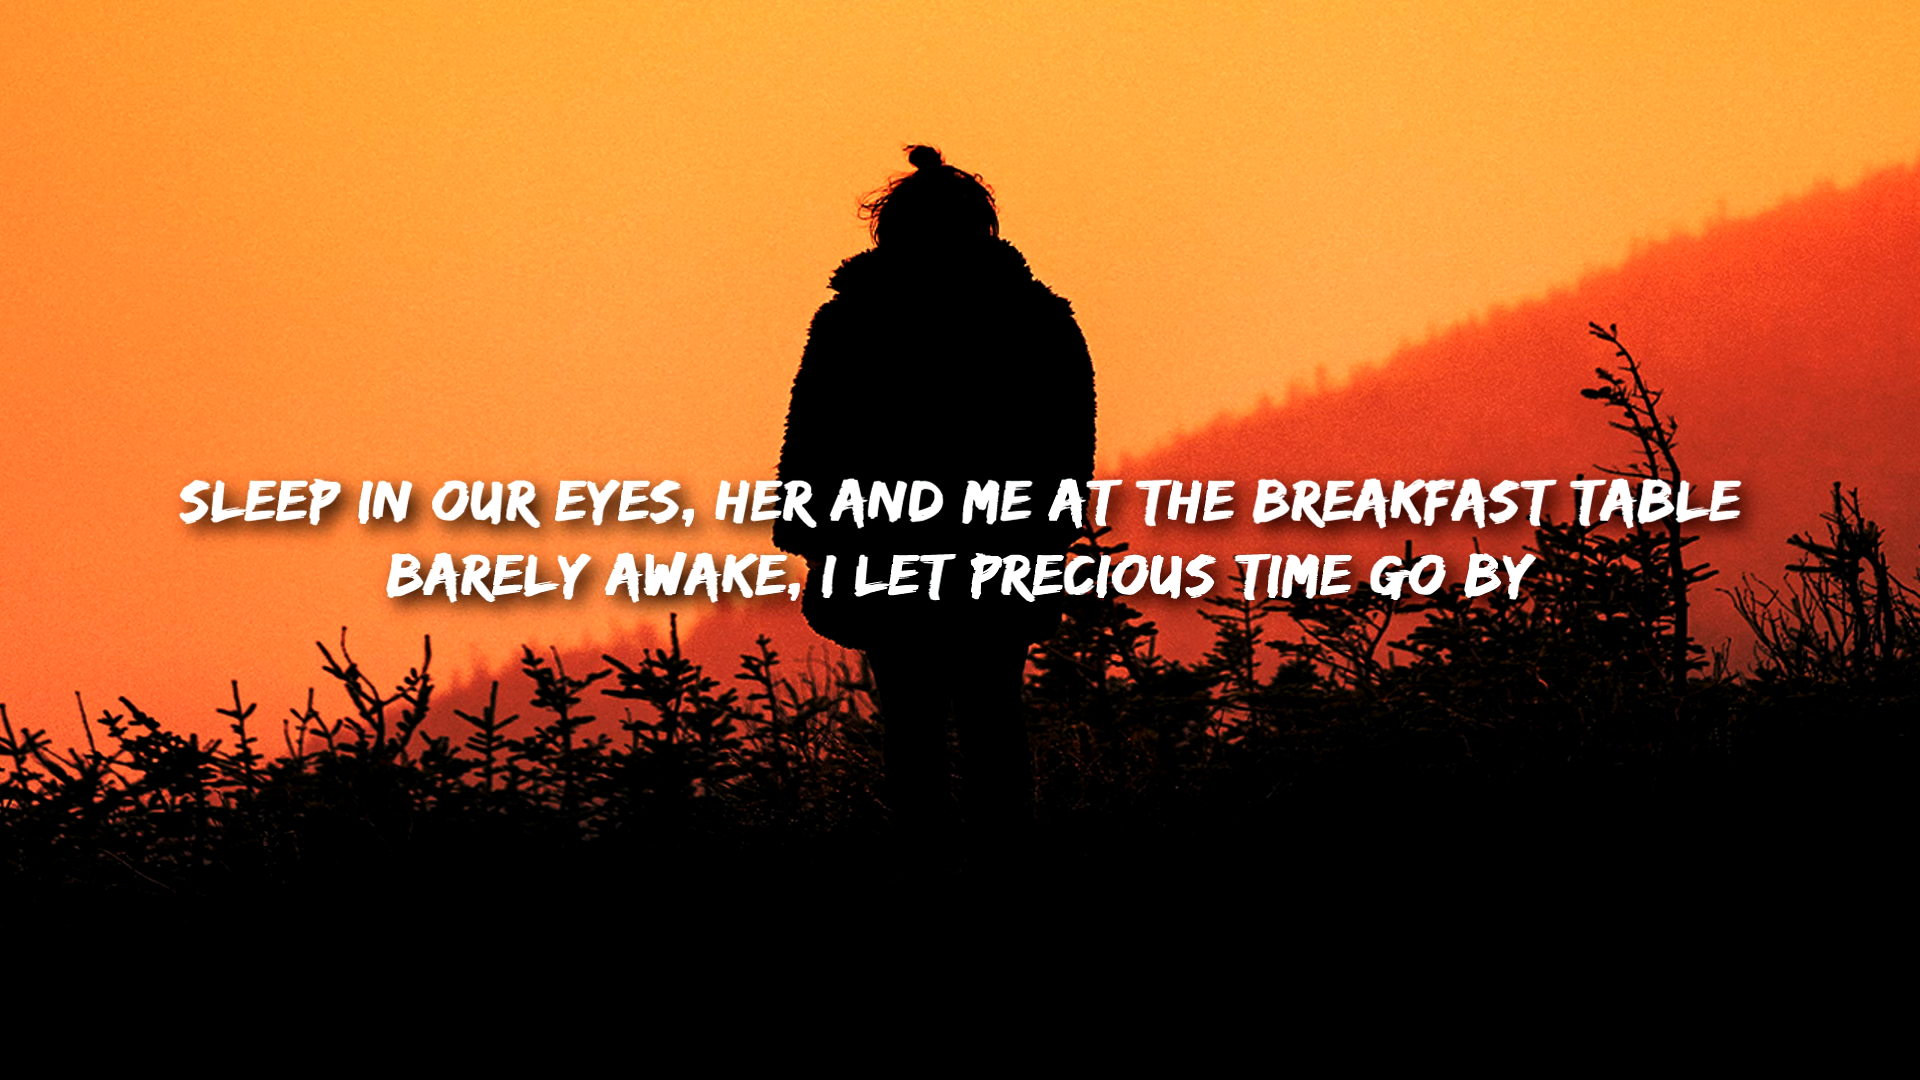 SLEEP IN OUR EYES, HER AND ME AT THE BREAKFAST TABLE
BARELY AWAKE, I LET PRECIOUS TIME GO BY